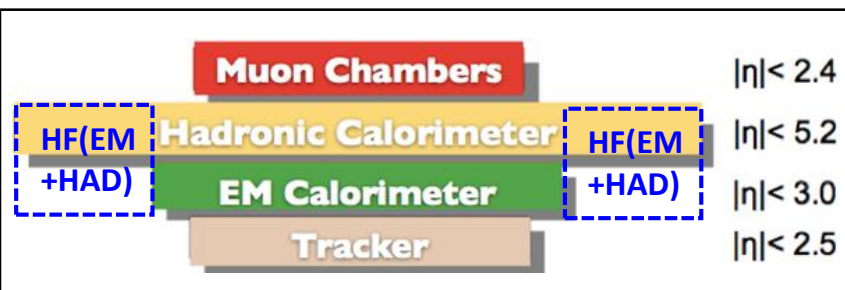 Muon Chambers |η|< 2.4
HF(EM
+HAD)
Hadronic Calorimeter
HF(EM
+HAD)
|η|< 5.2
EM Calorimeter |η|< 3.0
Tracker |η|< 2.5